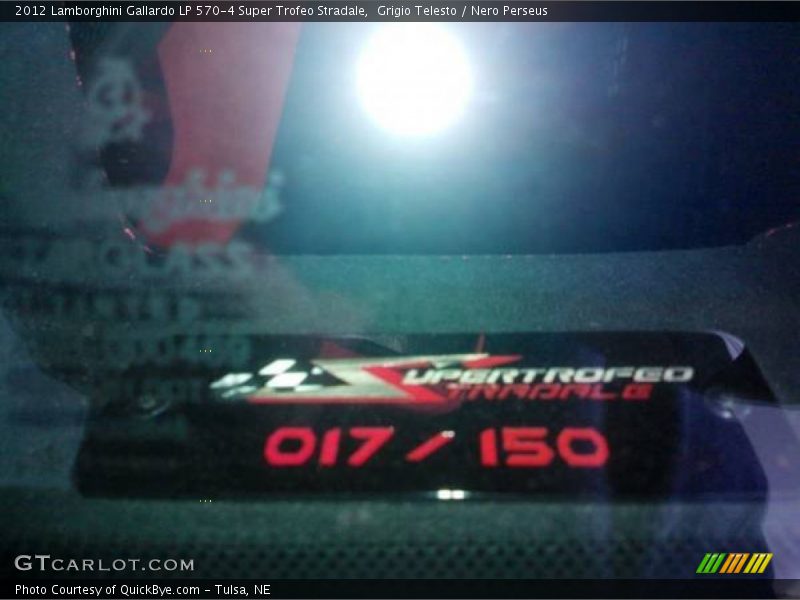 2012 Lamborghini Gallardo LP 570-4 Super Trofeo Stradale,  Grigio Telesto / Nero Perseus
Lamborghini
SUPERTROFEO
STRADALE
017 / 150
GTcarlot.com
Photo Courtesy of QuickBye.com - Tulsa, NE